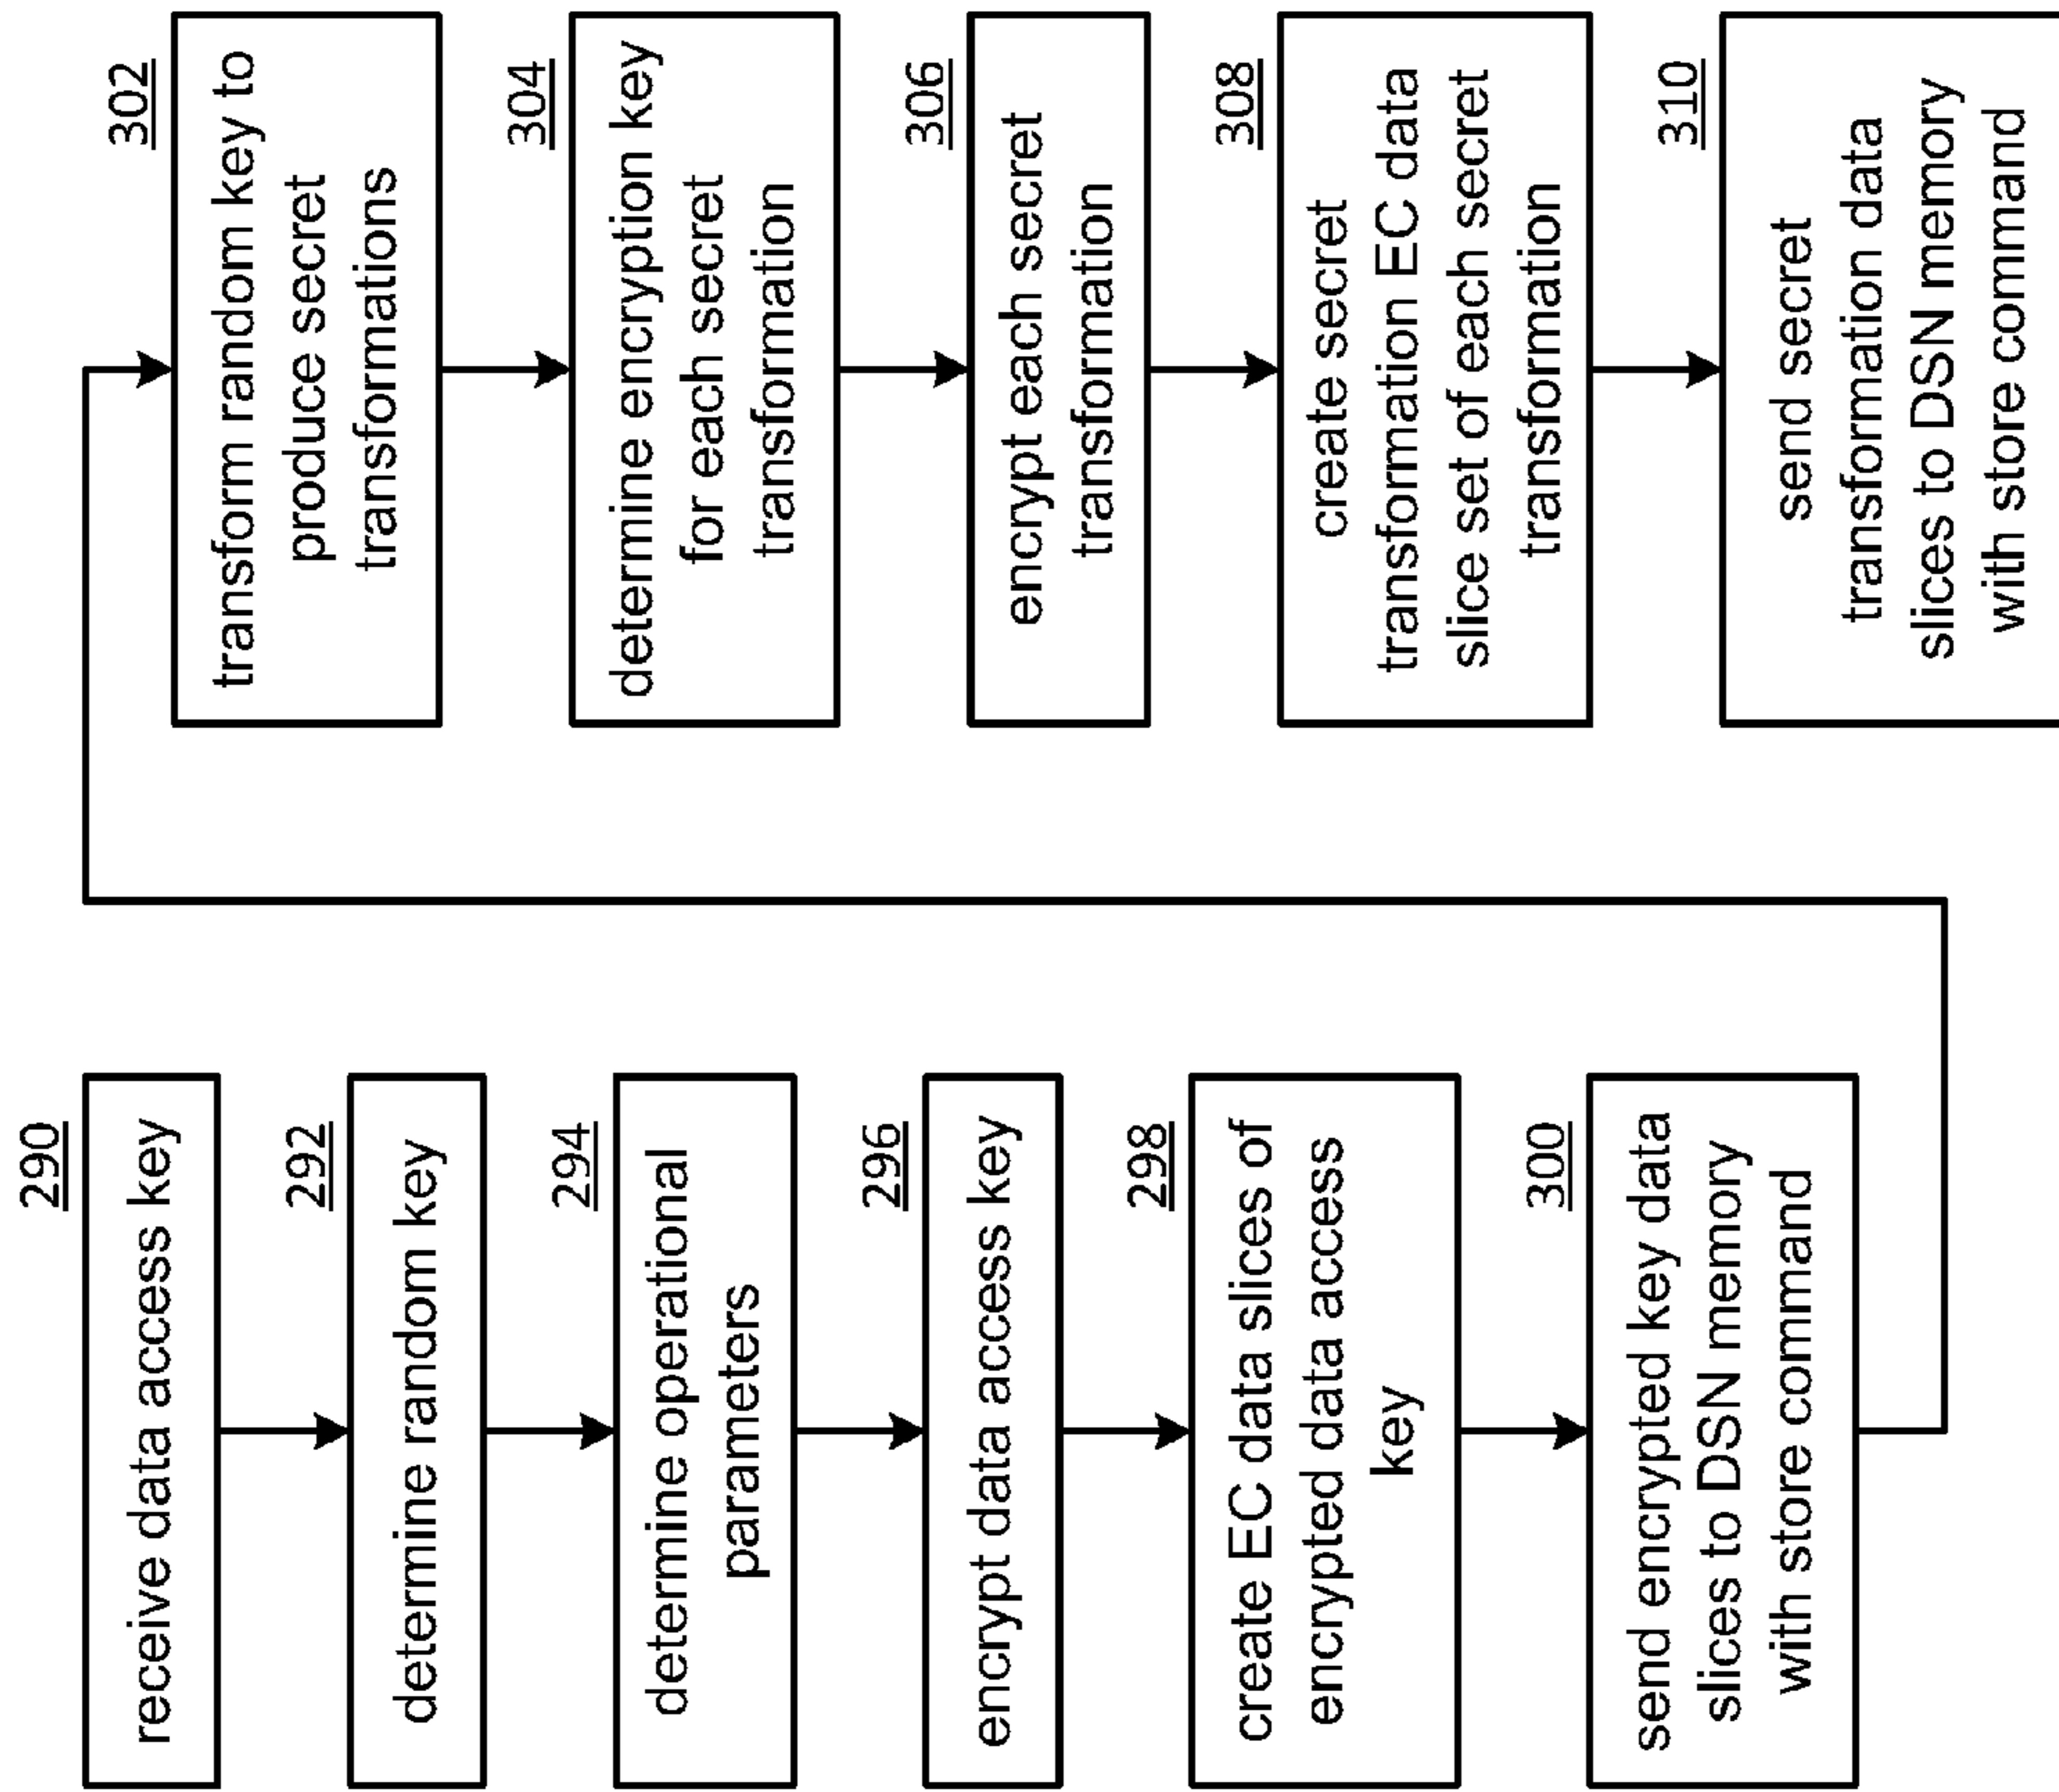 290
receive data access key
292
determine random key
294
determine operational
parameters
296
encrypt data access key
298
create EC data slices of
encrypted data access
key
300
send encrypted key data
slices to DSN memory
with store command
302
transform random key to
produce secret
transformations
304
determine encryption key
for each secret
transformation
306
encrypt each secret
transformation
308
create secret
transformation EC data
slice set of each secret
transformation
310
send secret
transformation data
slices to DSN memory
with store command